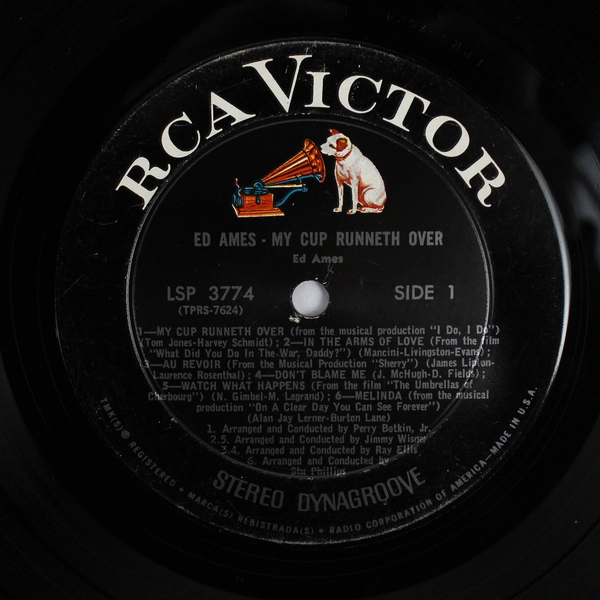 RCA VICTOR
ED AMES - MY CUP RUNNETH OVER
Ed Ames
LSP 3774
(TPRS-7624)
SIDE 1
1—MY CUP RUNNETH OVER (from the musical production "I Do, I Do")
(Tom Jones-Harvey Schmidt) ; 2—IN THE ARMS OF LOVE (From the film
"What Did You Do In The War, Daddy?") (Mancini-Livingston-Evans) ;
3—AU REVOIR (From the Musical Production "Sherry") (James Lipton-
Laurence Rosenthal) ; 4—DON'T BLAME ME (J. McHugh-D. Fields) ;
5—WATCH WHAT HAPPENS (From the film "The Umbrellas of
Cherbourg") (N. Gimbel-M. Legrand) ; 6—MELINDA (from the musical
production "On A Clear Day You Can See Forever")
(Alan Jay Lerner-Burton Lane)
1. Arranged and Conducted by Perry Botkin, Jr.
2.5. Arranged and Conducted by Jimmy Wisner
3.4. Arranged and Conducted by Ray Ellis
6. Arranged and Conducted by
Stu Phillips
STEREO DYNAGROOVE
TMK(S) ® REGISTERED • MARCA(S) REGISTRADA(S) • RADIO CORPORATION OF AMERICA—MADE IN U.S.A.